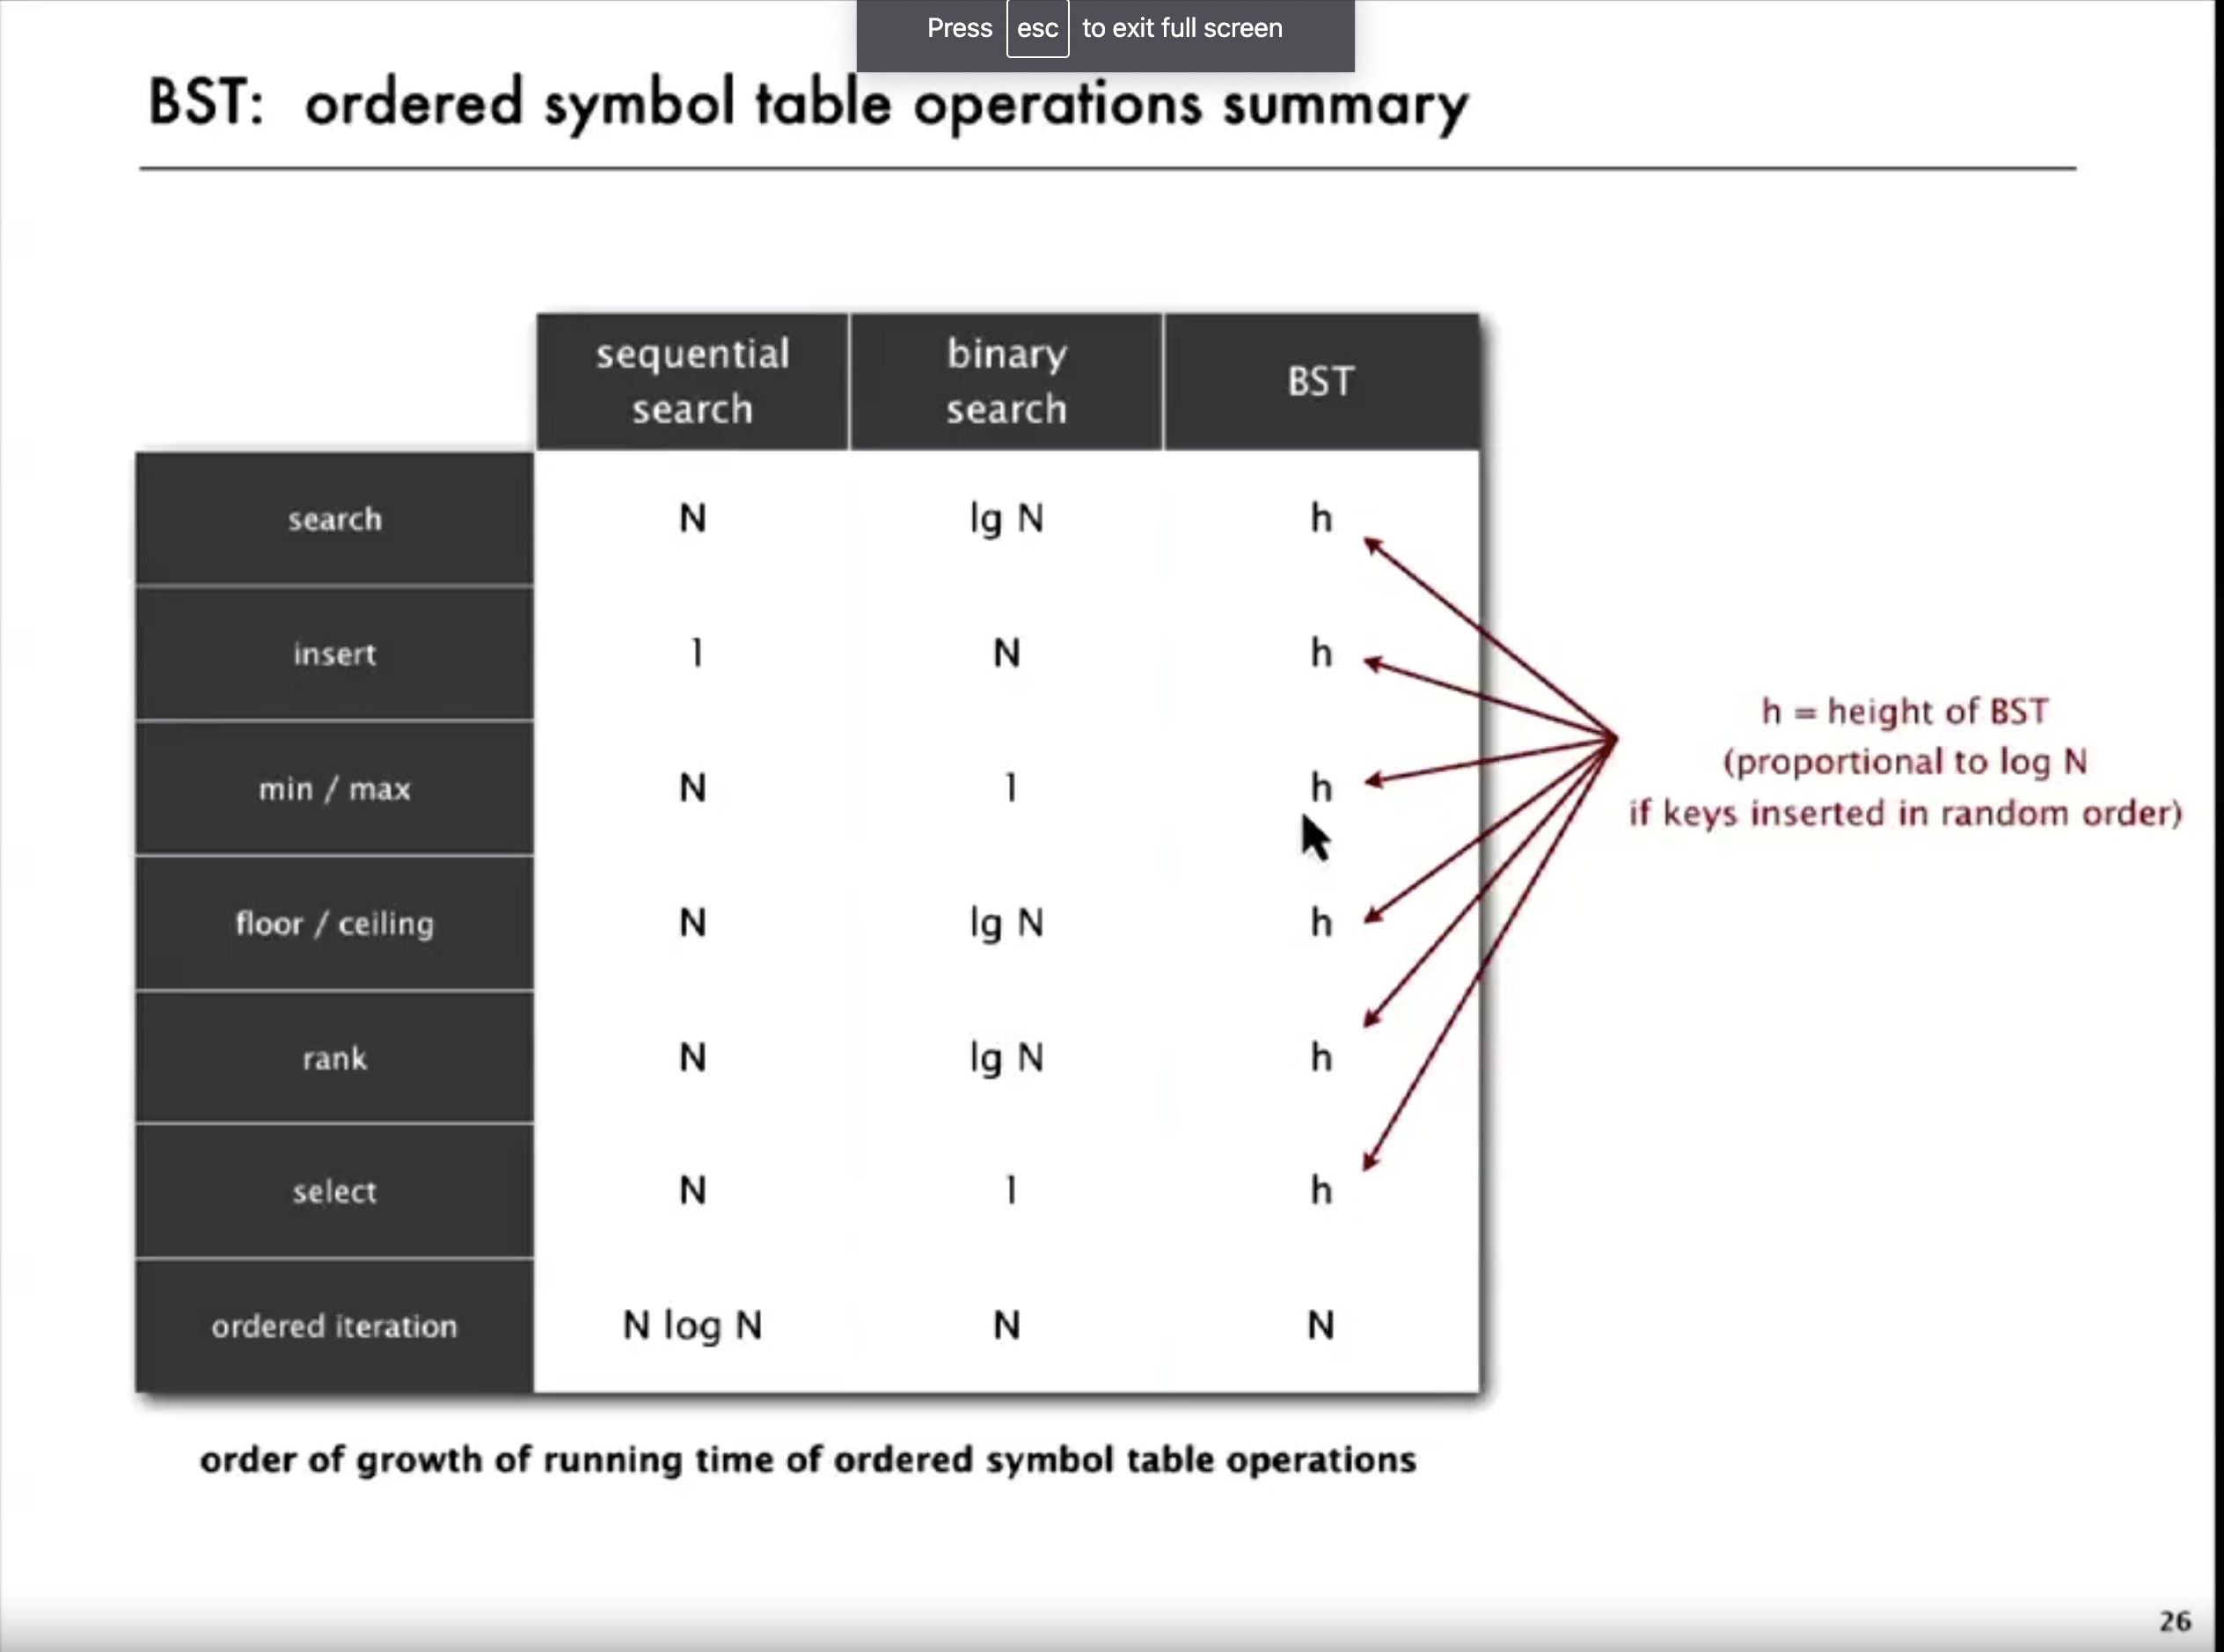 Press esc to exit full screen
BST: ordered symbol table operations summary
sequential search binary search BST
search N lg N h
insert 1 N h
min / max N 1 h
floor / ceiling N lg N h
rank N lg N h
select N 1 h
ordered iteration N log N N N
h = height of BST
(proportional to log N
if keys inserted in random order)
order of growth of running time of ordered symbol table operations
26